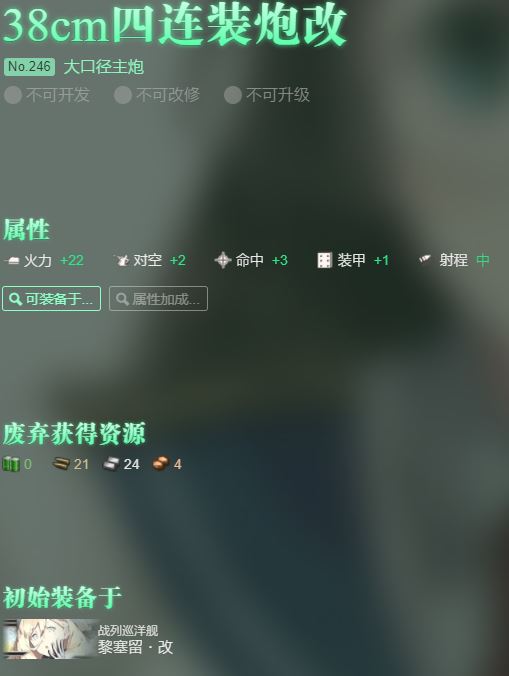 38cm四连装炮改
No.246 大口径主炮
不可开发 不可改修 不可升级
属性
火力 +22 对空 +2 命中 +3 装甲 +1 射程 中
可装备于... 属性加成...
废弃获得资源
0 21 24 4
初始装备于
战列巡洋舰
黎塞留·改